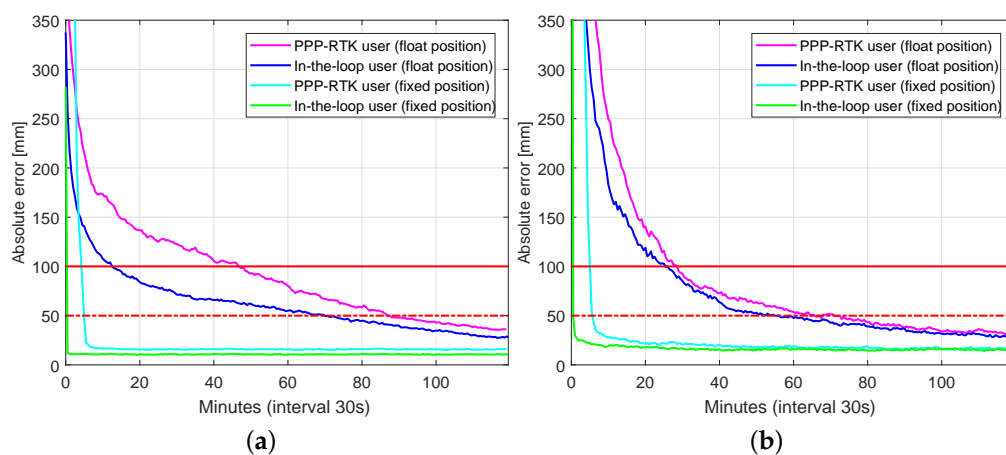 350
300
250
200
150
100
50
0
Absolute error [mm]
PPP-RTK user (float position)
In-the-loop user (float position)
PPP-RTK user (fixed position)
In-the-loop user (fixed position)
0 20 40 60 80 100
Minutes (interval 30s)
(a)
350
300
250
200
150
100
50
0
Absolute error [mm]
PPP-RTK user (float position)
In-the-loop user (float position)
PPP-RTK user (fixed position)
In-the-loop user (fixed position)
0 20 40 60 80 100
Minutes (interval 30s)
(b)